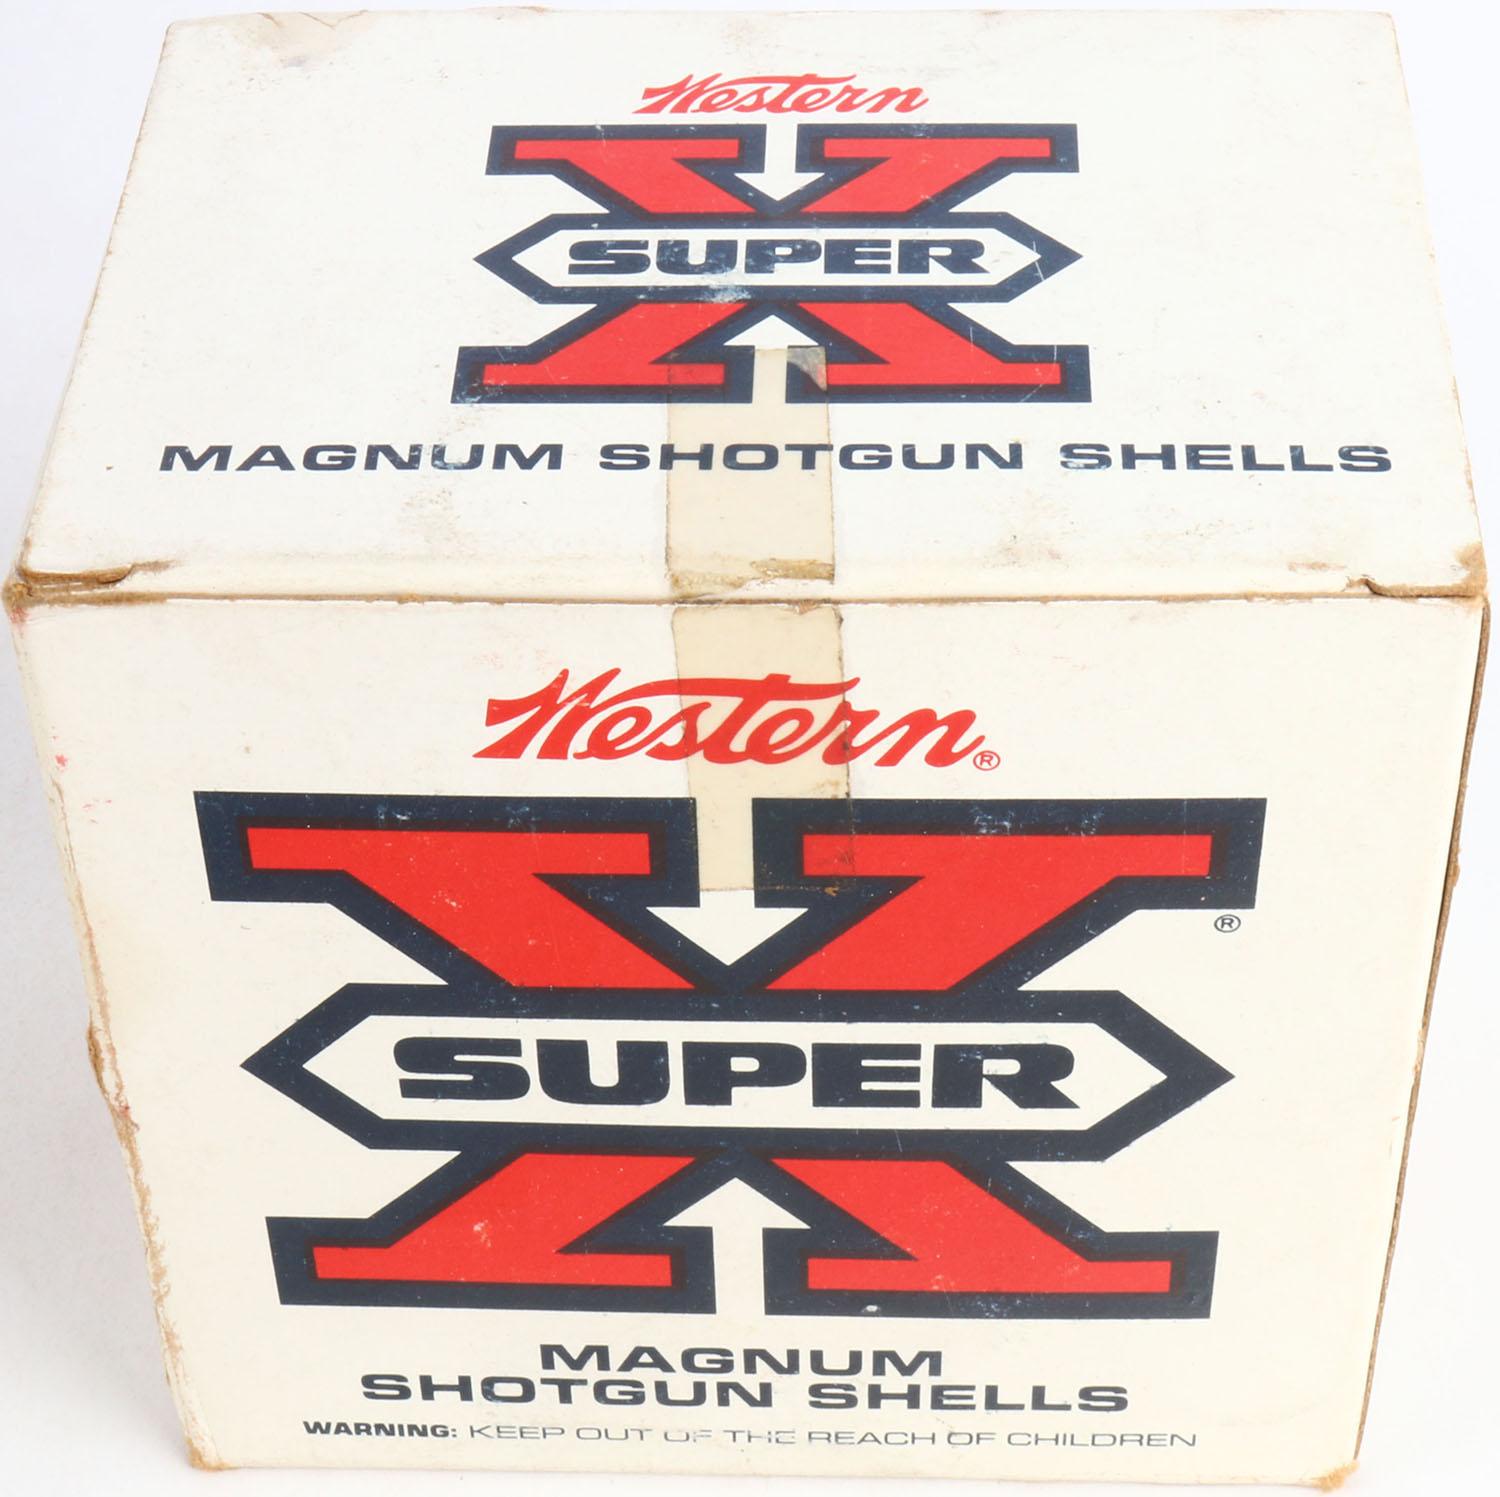 Western
SUPER X
MAGNUM SHOTGUN SHELLS
Western®
SUPER X ®
MAGNUM
SHOTGUN SHELLS
WARNING: KEEP OUT OF THE REACH OF CHILDREN